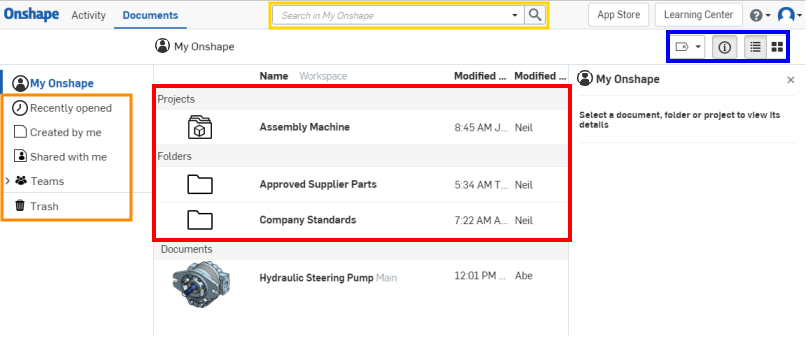 Onshape Activity Documents Search in My Onshape App Store Learning Center ?
My Onshape
Name Workspace Modified ... Modified ...
My Onshape
Recently opened
Created by me
Shared with me
Teams
Trash
Projects
Assembly Machine 8:45 AM J... Neil
Folders
Approved Supplier Parts 5:34 AM T... Neil
Company Standards 7:22 AM A... Neil
Documents
Hydraulic Steering Pump Main 12:01 PM ... Abe
My Onshape ×
Select a document, folder or project to view its
details